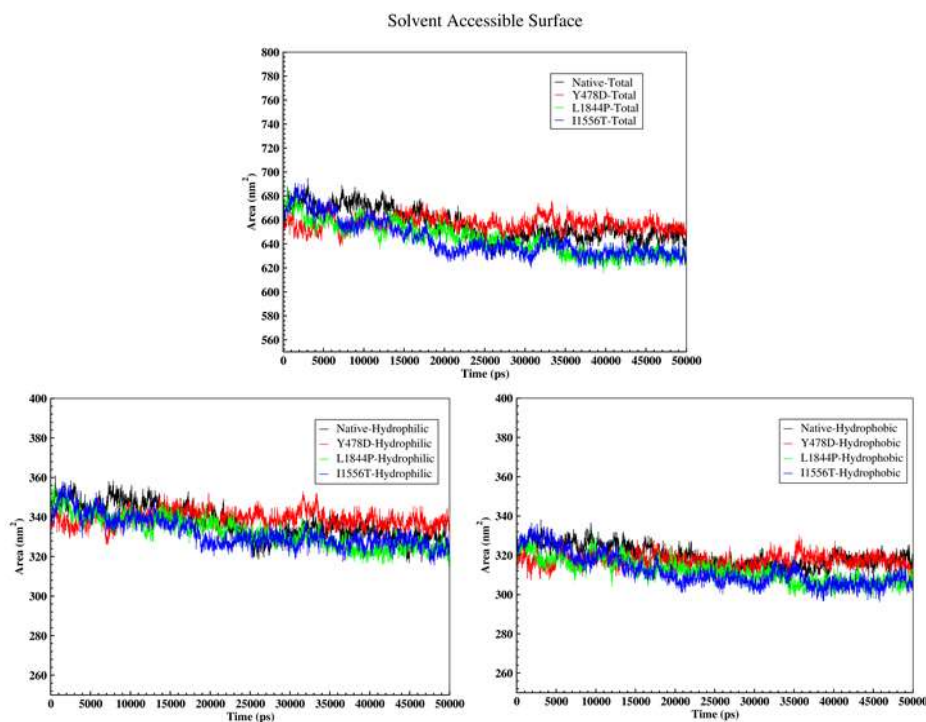 Solvent Accessible Surface
800
780
760
740
720
700
680
660
640
620
600
580
560
Area (nm²)
Native-Total
Y478D-Total
L1844P-Total
I1556T-Total
0 5000 10000 15000 20000 25000 30000 35000 40000 45000 50000
Time (ps)
400
380
360
340
320
300
280
260
Area (nm²)
Native-Hydrophilic
Y478D-Hydrophilic
L1844P-Hydrophilic
I1556T-Hydrophilic
0 5000 10000 15000 20000 25000 30000 35000 40000 45000 50000
Time (ps)
400
380
360
340
320
300
280
260
Area (nm²)
Native-Hydrophobic
Y478D-Hydrophobic
L1844P-Hydrophobic
I1556T-Hydrophobic
0 5000 10000 15000 20000 25000 30000 35000 40000 45000 50000
Time (ps)